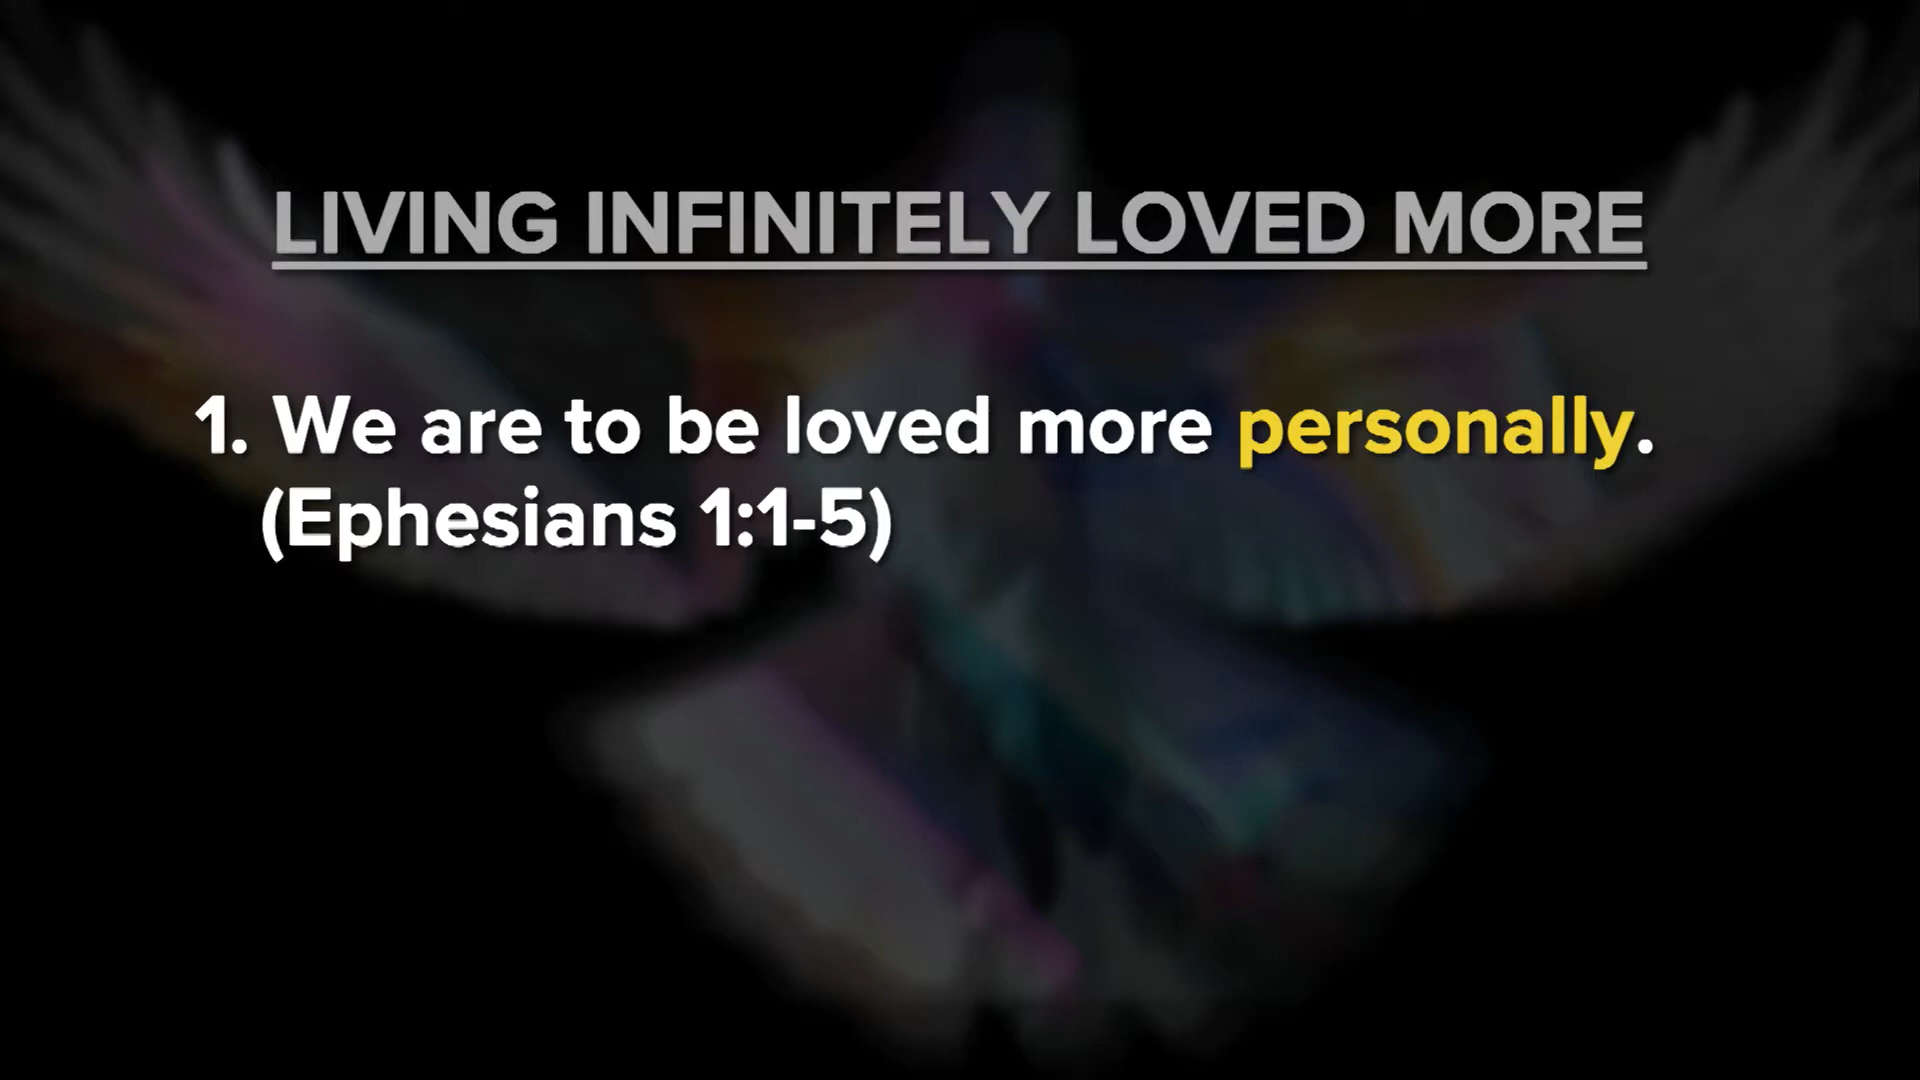 LIVING INFINITELY LOVED MORE
1. We are to be loved more personally.
(Ephesians 1:1-5)